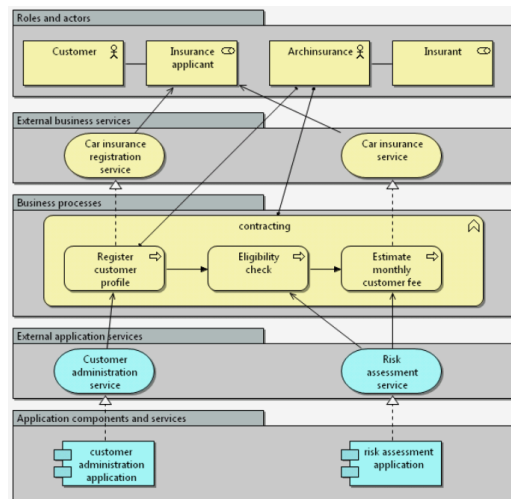 Roles and actors
Customer
Insurance
applicant
Archinsurance
Insurant
External business services
Car insurance
registration
service
Car insurance
service
Business processes
contracting
Register
customer
profile
Eligibility
check
Estimate
monthly
customer fee
External application services
Customer
administration
service
Risk
assessment
service
Application components and services
customer
administration
application
risk assessment
application